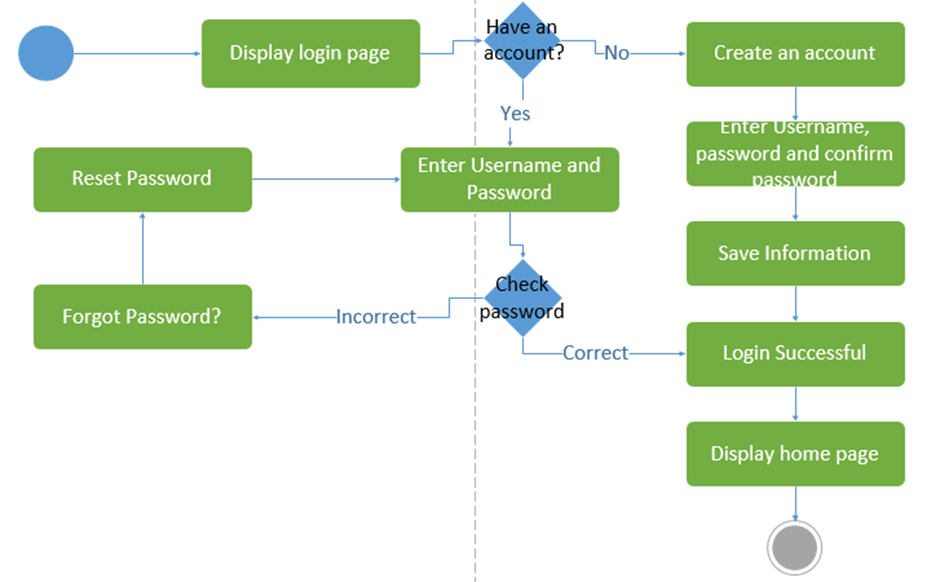 Display login page
Have an
account?
No
Create an account
Yes
Enter Username,
password and confirm
password
Reset Password
Enter Username and
Password
Save Information
Check
password
Incorrect
Forgot Password?
Correct
Login Successful
Display home page